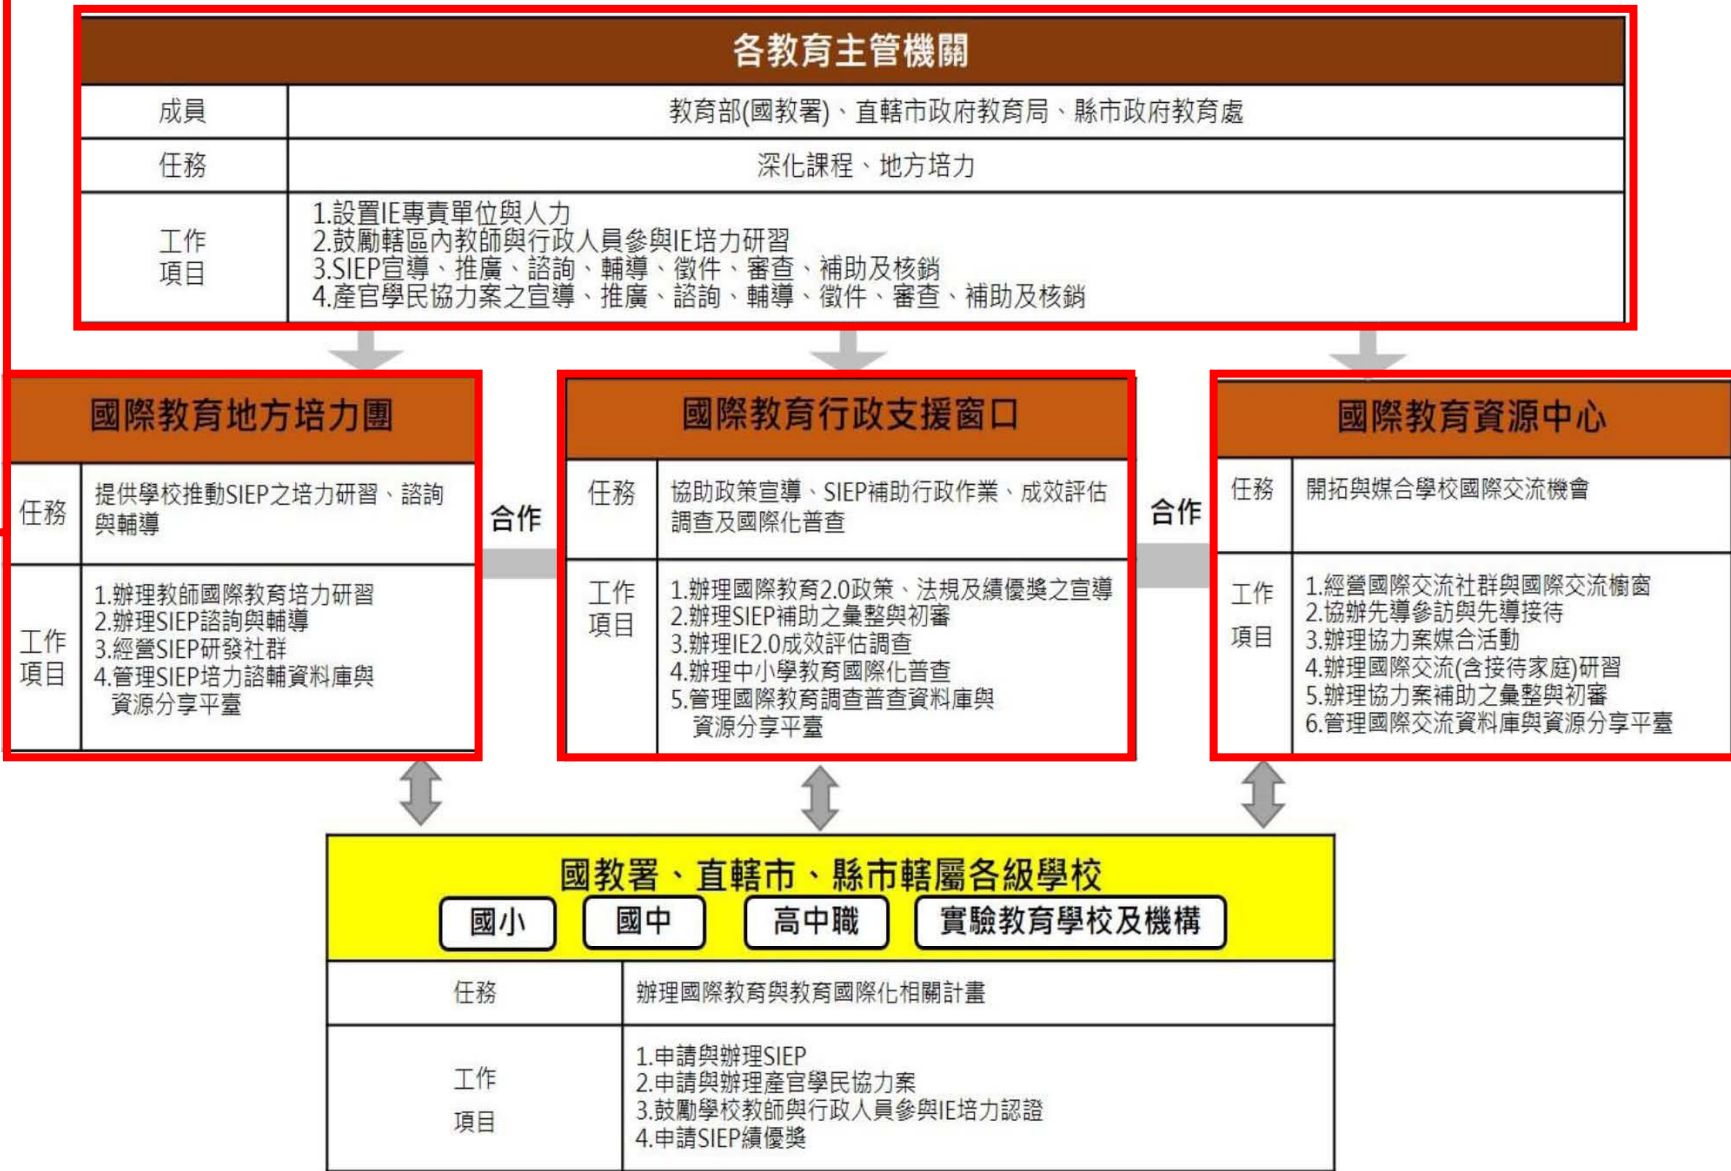 各教育主管機關
成員
教育部(國教署)、直轄市政府教育局、縣市政府教育處
任務
深化課程、地方培力
工作
項目
1.設置IE專責單位與人力
2.鼓勵轄區內教師與行政人員參與IE培力研習
3.SIEP宣導、推廣、諮詢、輔導、徵件、審查、補助及核銷
4.產官學民協力案之宣導、推廣、諮詢、輔導、徵件、審查、補助及核銷
國際教育地方培力團
任務
提供學校推動SIEP之培力研習、諮詢
與輔導
工作
項目
1.辦理教師國際教育培力研習
2.辦理SIEP諮詢與輔導
3.經營SIEP研發社群
4.管理SIEP培力諮輔資料庫與
資源分享平臺
合作
國際教育行政支援窗口
任務
協助政策宣導、SIEP補助行政作業、成效評估
調查及國際化普查
工作
項目
1.辦理國際教育2.0政策、法規及績優獎之宣導
2.辦理SIEP補助之彙整與初審
3.辦理IE2.0成效評估調查
4.辦理中小學教育國際化普查
5.管理國際教育調查普查資料庫與
資源分享平臺
合作
國際教育資源中心
任務
開拓與媒合學校國際交流機會
工作
項目
1.經營國際交流社群與國際交流櫥窗
2.協辦先導參訪與先導接待
3.辦理協力案媒合活動
4.辦理國際交流(含接待家庭)研習
5.辦理協力案補助之彙整與初審
6.管理國際交流資料庫與資源分享平臺
國教署、直轄市、縣市轄屬各級學校
國小
國中
高中職
實驗教育學校及機構
任務
辦理國際教育與教育國際化相關計畫
工作
項目
1.申請與辦理SIEP
2.申請與辦理產官學民協力案
3.鼓勵學校教師與行政人員參與IE培力認證
4.申請SIEP績優獎